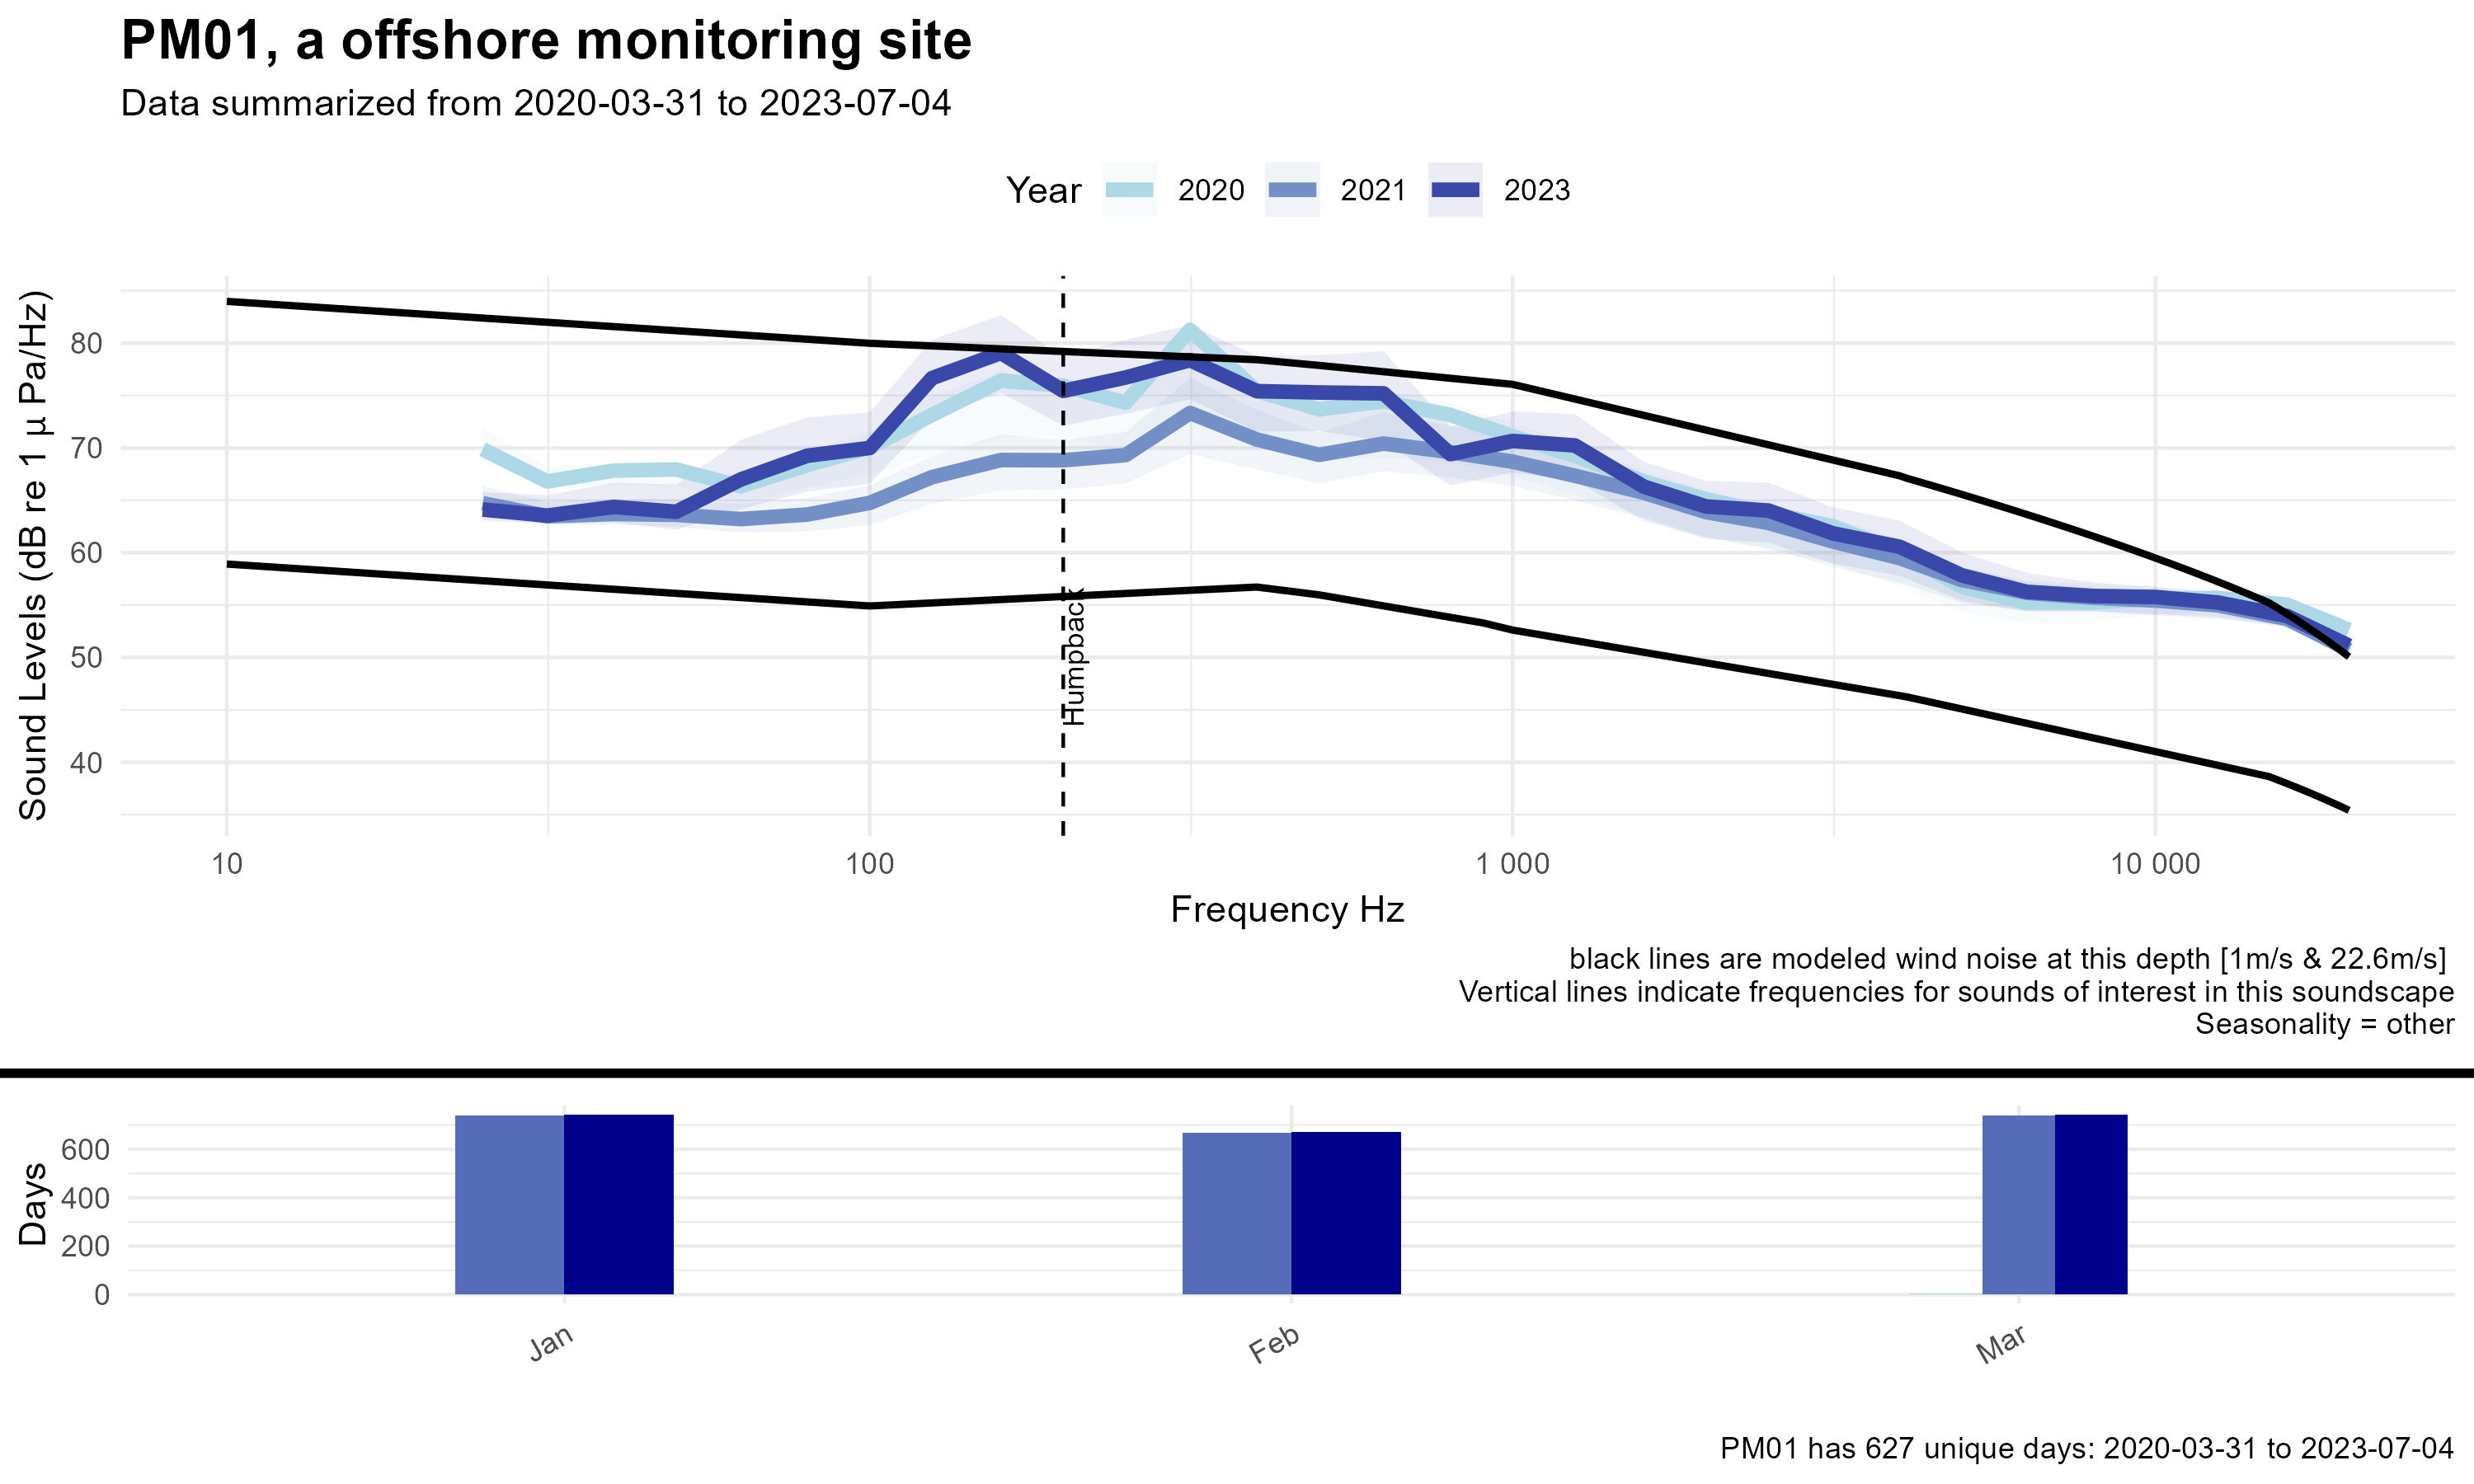 PM01, a offshore monitoring site
Data summarized from 2020-03-31 to 2023-07-04
Year 2020 2021 2023
Sound Levels (dB re 1 µ Pa/Hz)
80
70
60
50
40
Humpback
10 100 1 000 10 000
Frequency Hz
black lines are modeled wind noise at this depth [1m/s & 22.6m/s]
Vertical lines indicate frequencies for sounds of interest in this soundscape
Seasonality = other
Days
600
400
200
0
Jan Feb Mar
PM01 has 627 unique days: 2020-03-31 to 2023-07-04